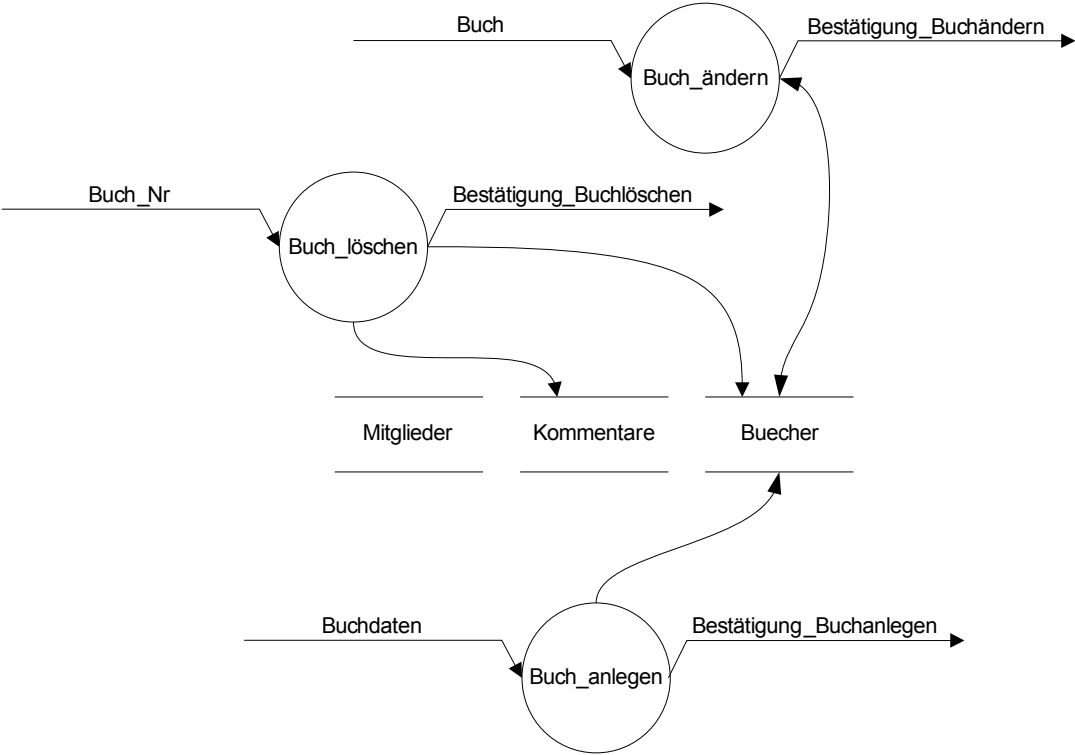 Buch
Bestätigung_Buchändern
Buch_ändern
Buch_Nr
Bestätigung_Buchlöschen
Buch_löschen
Mitglieder
Kommentare
Buecher
Buchdaten
Bestätigung_Buchanlegen
Buch_anlegen